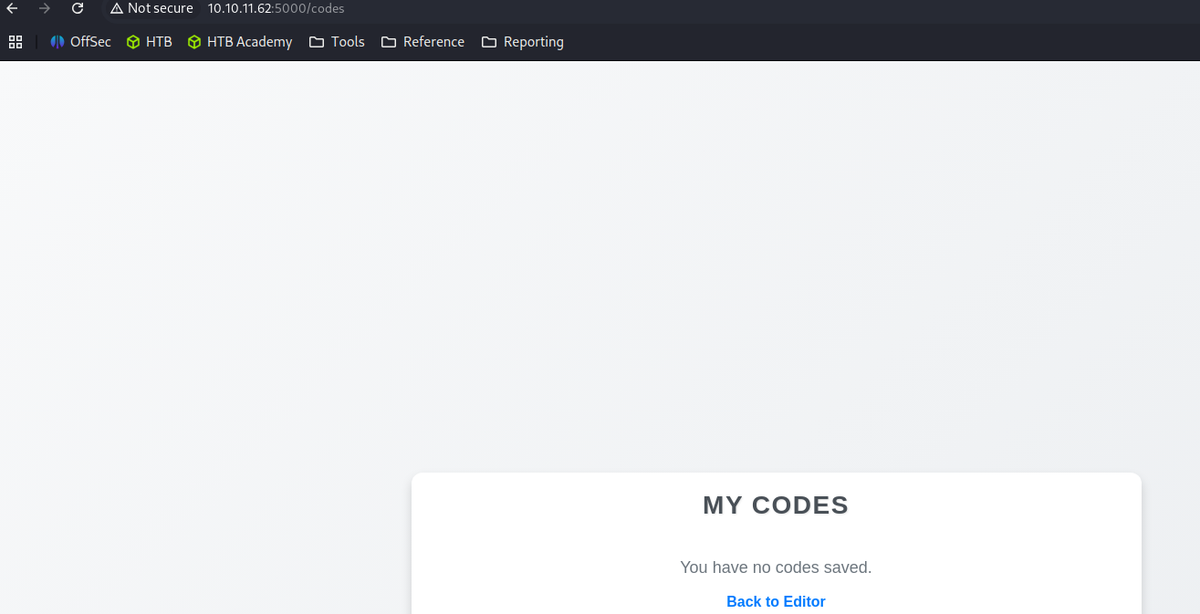 Not secure 10.10.11.62:5000/codes
OffSec HTB HTB Academy Tools Reference Reporting
MY CODES
You have no codes saved.
Back to Editor